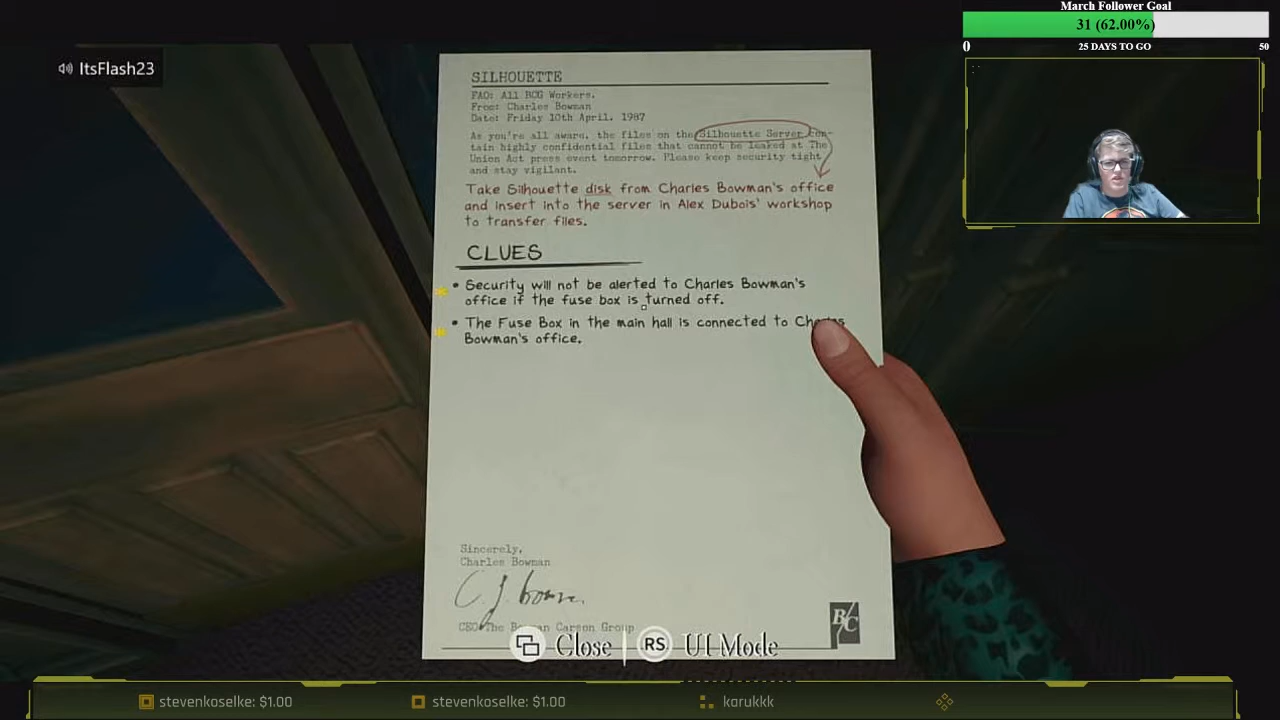 March Follower Goal
31 (62.00%)
0
25 DAYS TO GO
50
ItsFlash23
SILHOUETTE
FAO: All BCG Workers.
From: Charles Bowman
Date: Friday 10th April, 1987
As you're all aware, the files on the Silhouette Server con-
tain highly confidential files that cannot be leaked at The
Union Act press event tomorrow. Please keep security tight
and stay vigilant.
Take Silhouette disk from Charles Bowman's office
and insert into the server in Alex Dubois' workshop
to transfer files.
CLUES
• Security will not be alerted to Charles Bowman's
office if the fuse box is turned off.
• The Fuse Box in the main hall is connected to Charles
Bowman's office.
Sincerely,
Charles Bowman
C. J. Bowman
CEO The Bowman Carson Group
B/C
Close
RS UI Mode
stevenkoselke: $1.00
stevenkoselke: $1.00
karukkk